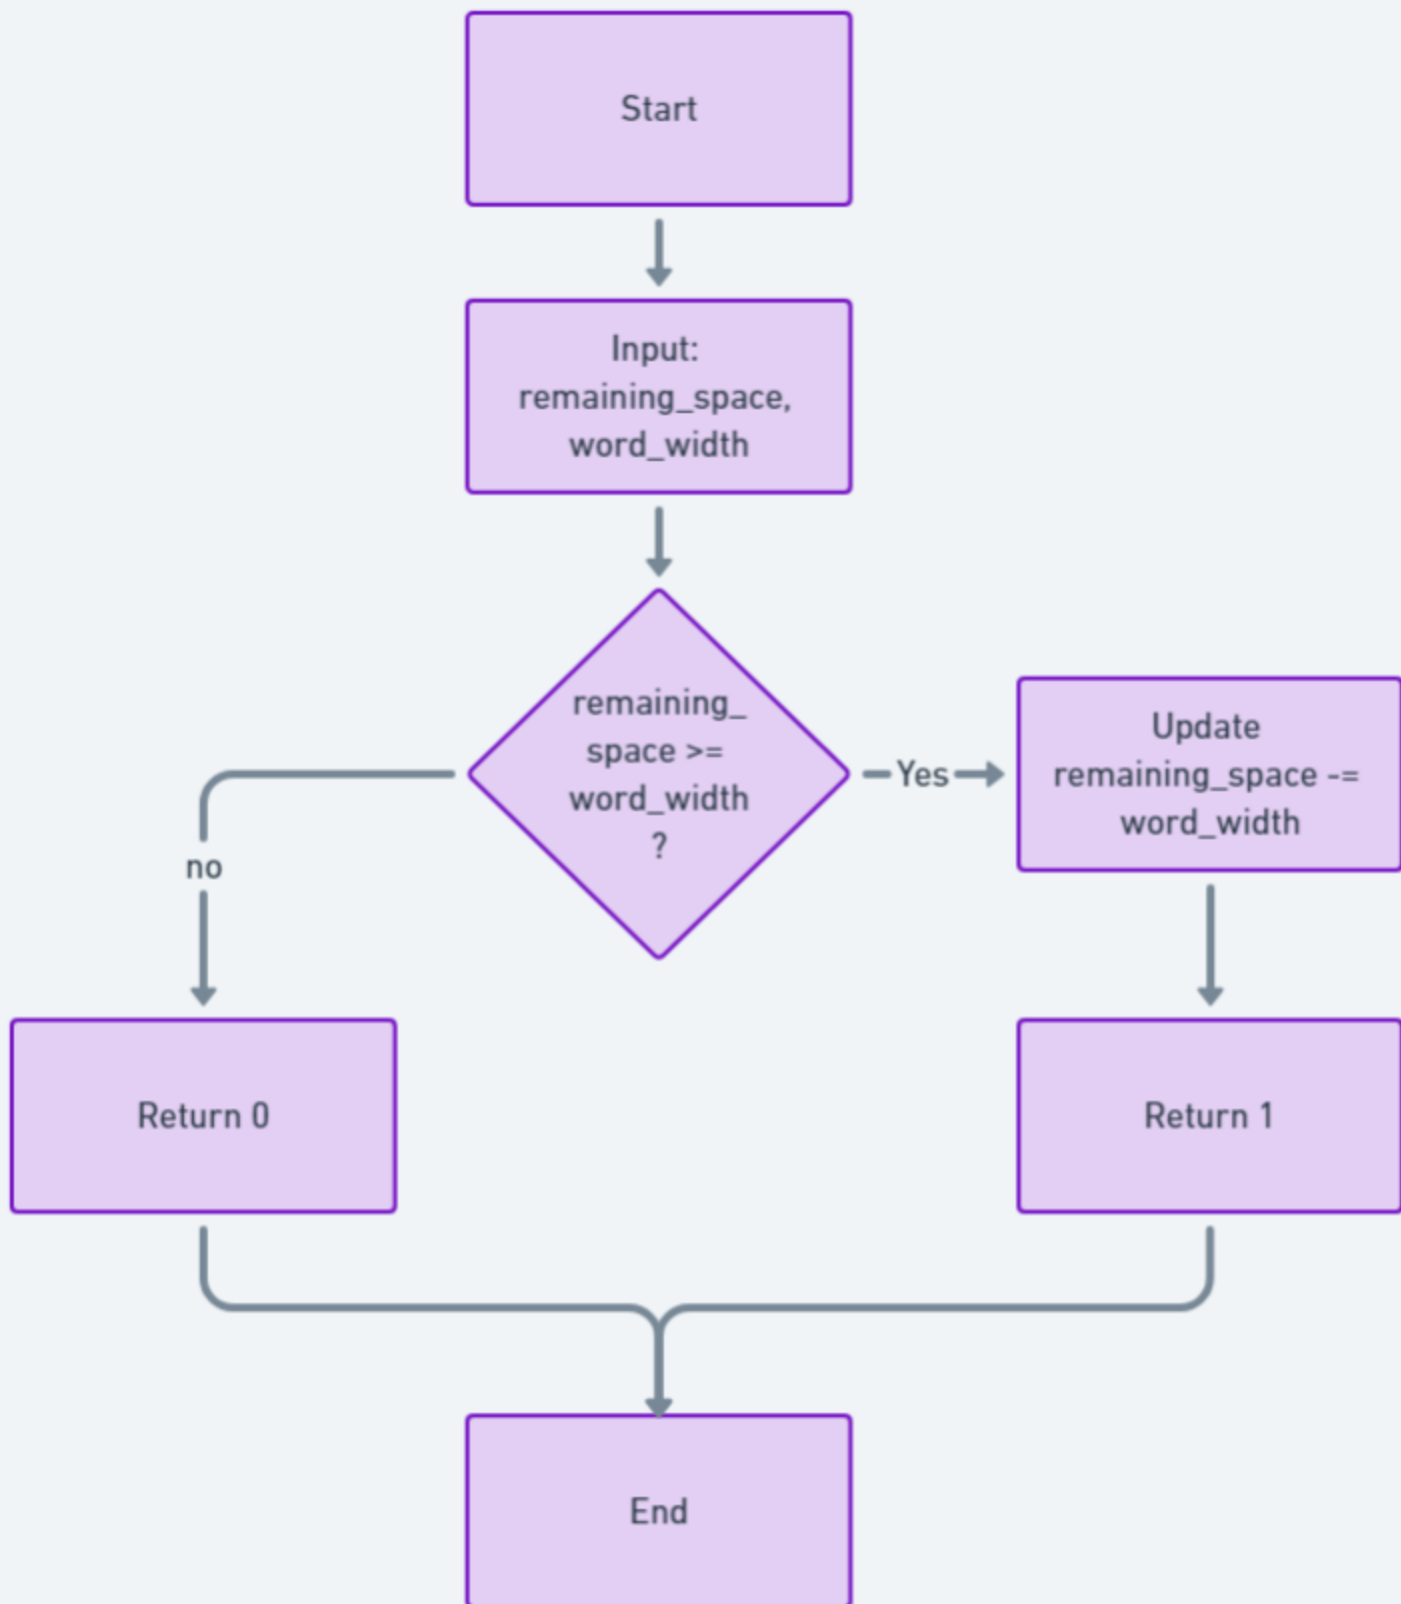 Start
Input:
remaining_space,
word_width
remaining_
space >=
word_width
?
Yes
Update
remaining_space -=
word_width
no
Return 0
Return 1
End